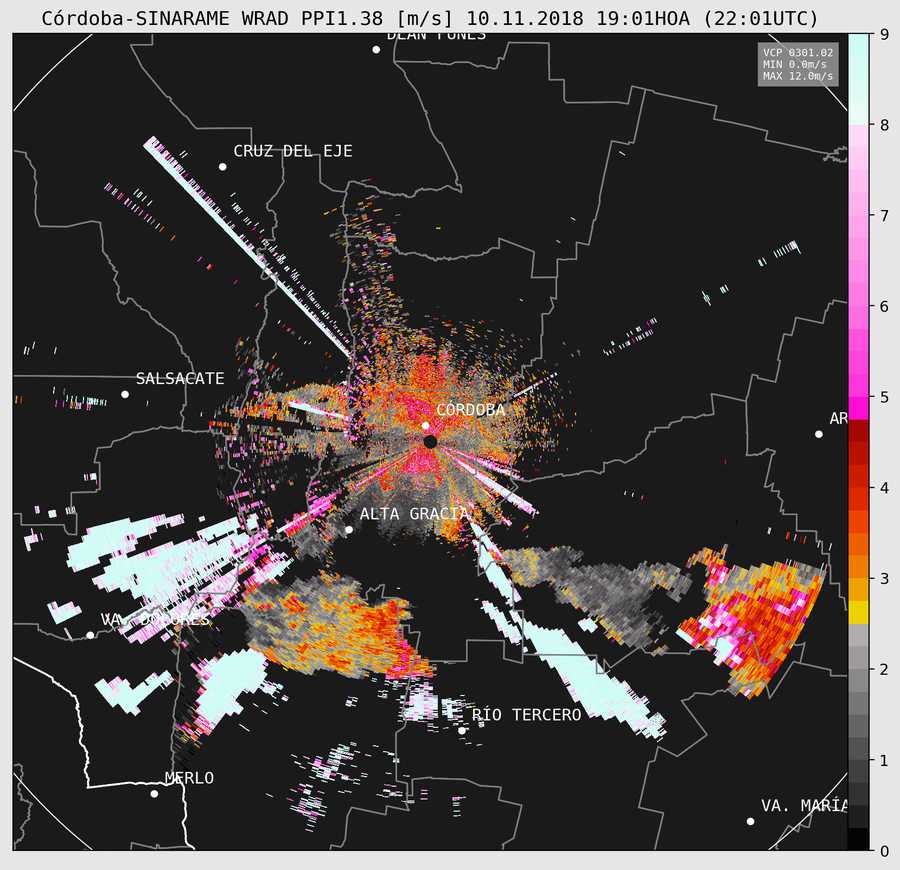 Córdoba-SINARAME WRAD PPI1.38 [m/s] 10.11.2018 19:01HOA (22:01UTC)
DEAN FUNES
VCP 0301.02
MIN 0.0m/s
MAX 12.0m/s
CRUZ DEL EJE
SALSACATE
CÓRDOBA
AR
ALTA GRACIA
VA. DOLORES
RÍO TERCERO
MERLO
VA. MARÍA
9
8
7
6
5
4
3
2
1
0